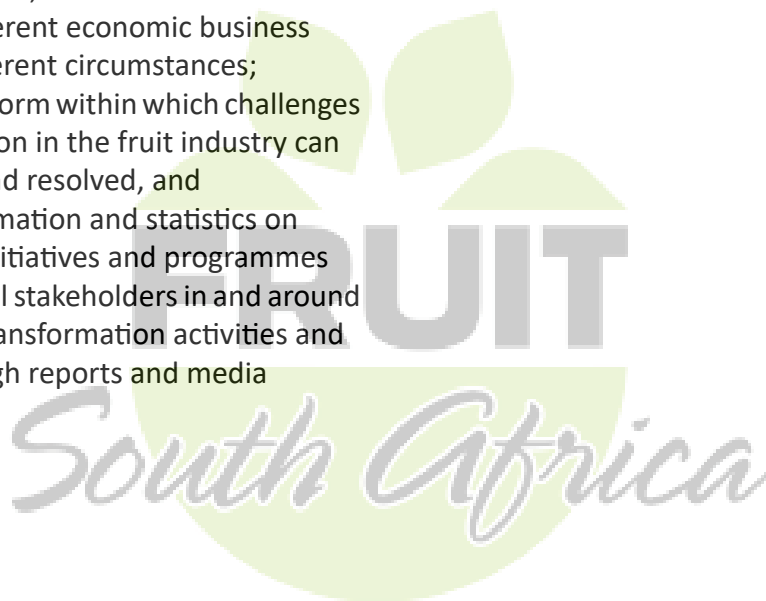 erent economic business
erent circumstances;
orm within which challenges
on in the fruit industry can
d resolved, and
mation and statistics on
itiatives and programmes
l stakeholders in and around
ransformation activities and
gh reports and media
FRUIT
South Africa